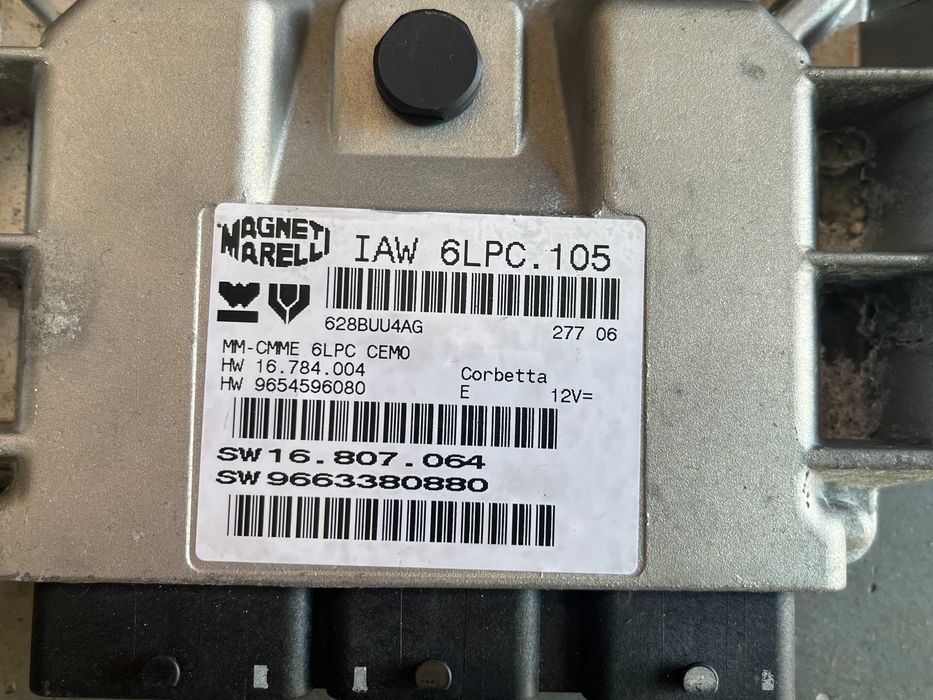 MAGNETI
MARELLI
IAW 6LPC.105
628BUU4AG
277 06
MM-CMME 6LPC CEMO
HW 16.784.004
HW 9654596080
Corbetta
E
12V=
SW 16.807.064
SW 9663380880